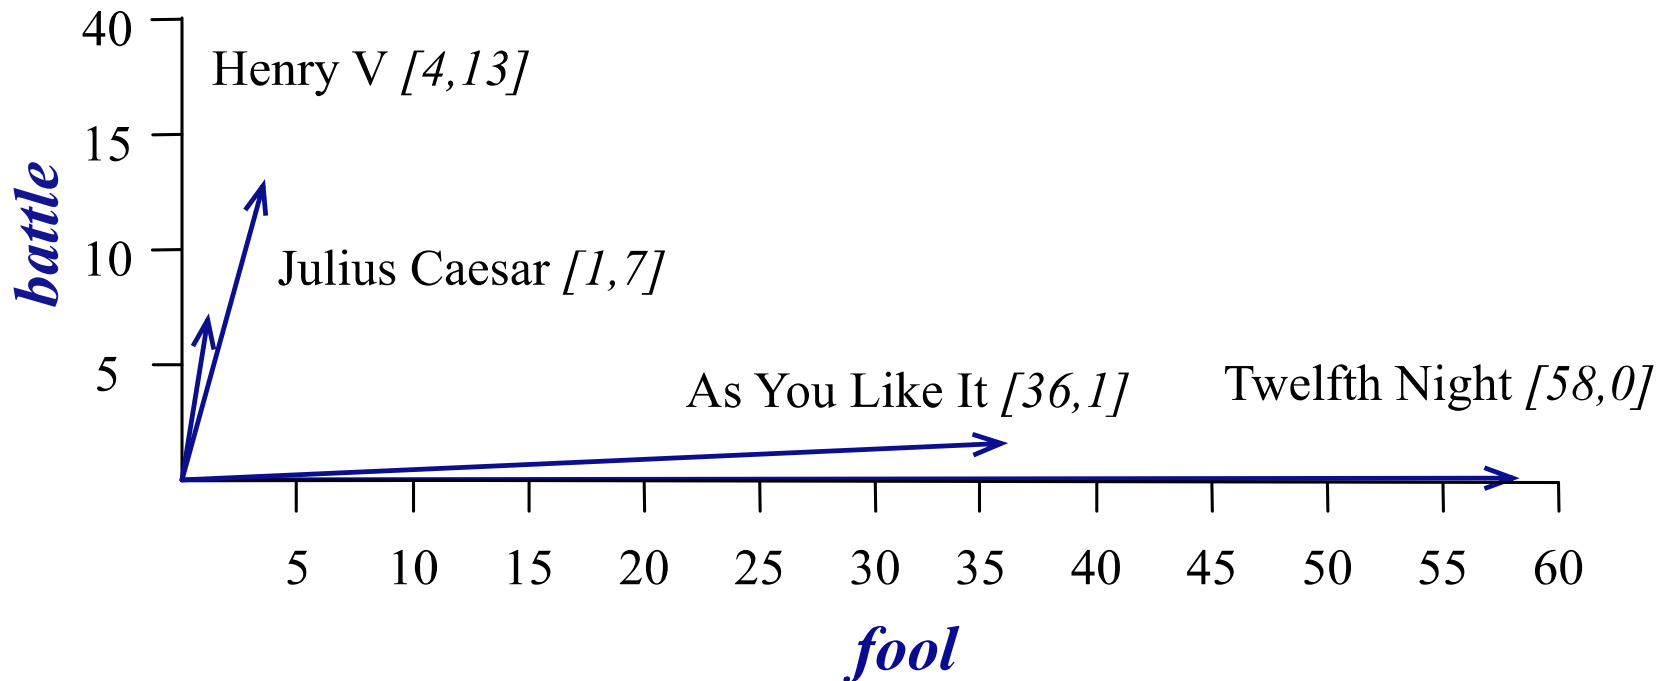 40
Henry V [4,13]
15
battle
10
Julius Caesar [1,7]
5
As You Like It [36,1]
Twelfth Night [58,0]
5 10 15 20 25 30 35 40 45 50 55 60
fool